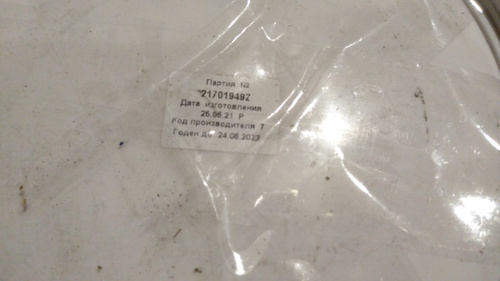 Партия №
217019492
Дата изготовления
25.06.21 Р
Код производителя 7
Годен до 24.06.2023